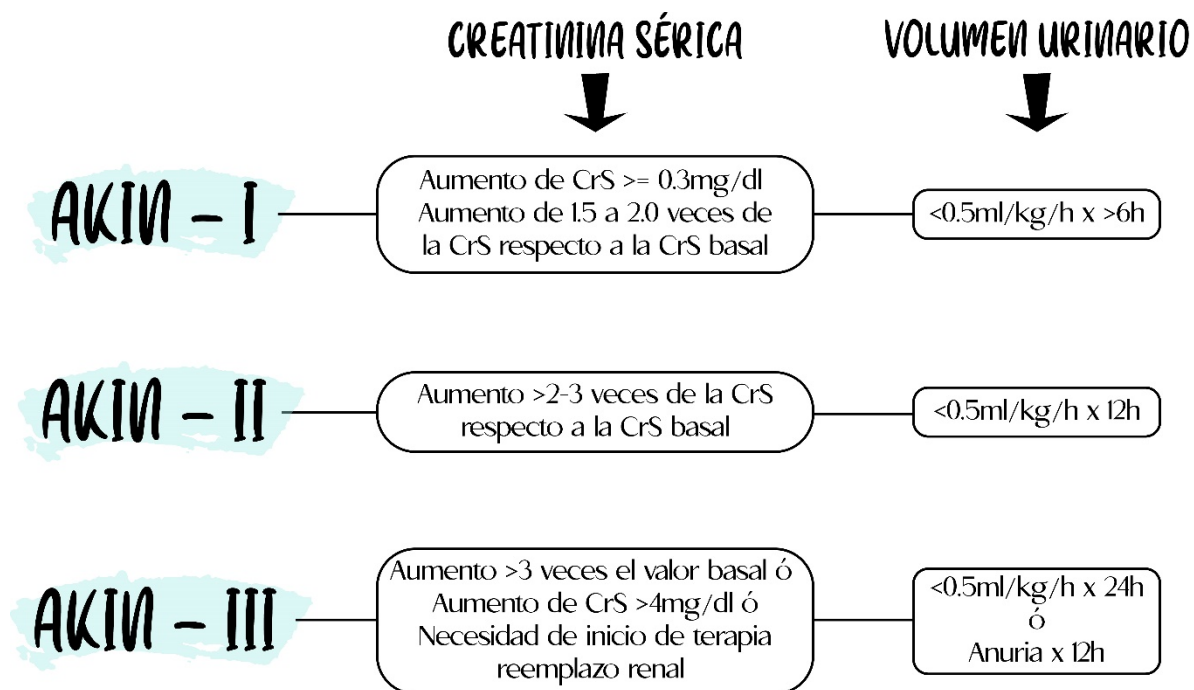 CREATININA SÉRICA
VOLUMEN URINARIO
AKIN - I
Aumento de CrS >= 0.3mg/dl
Aumento de 1.5 a 2.0 veces de
la CrS respecto a la CrS basal
<0.5ml/kg/h x >6h
AKIN - II
Aumento >2-3 veces de la CrS
respecto a la CrS basal
<0.5ml/kg/h x 12h
AKIN - III
Aumento >3 veces el valor basal ó
Aumento de CrS >4mg/dl ó
Necesidad de inicio de terapia
reemplazo renal
<0.5ml/kg/h x 24h
ó
Anuria x 12h